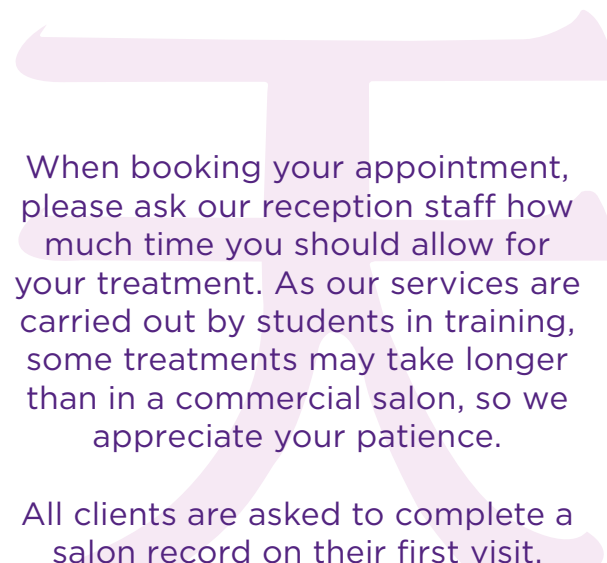 When booking your appointment,
please ask our reception staff how
much time you should allow for
your treatment. As our services are
carried out by students in training,
some treatments may take longer
than in a commercial salon, so we
appreciate your patience.
All clients are asked to complete a
salon record on their first visit.